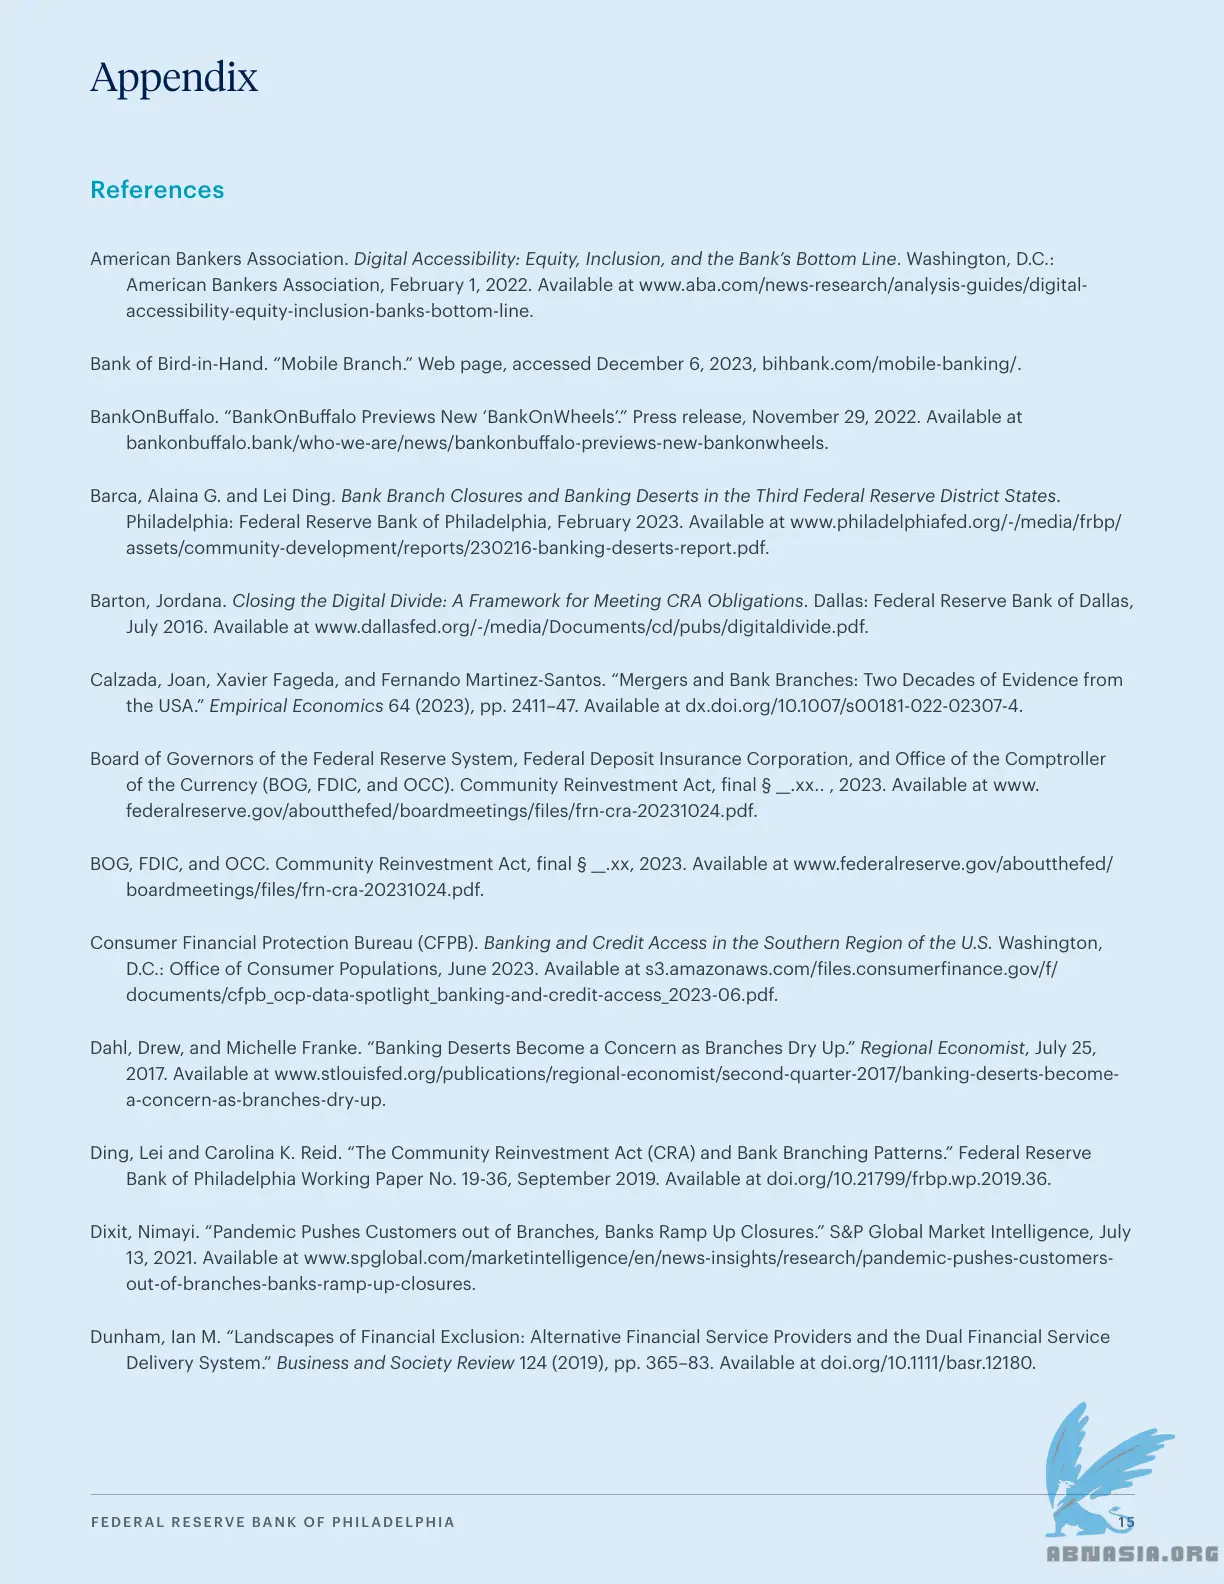 Appendix
References
American Bankers Association. Digital Accessibility: Equity, Inclusion, and the Bank’s Bottom Line. Washington, D.C.:
American Bankers Association, February 1, 2022. Available at www.aba.com/news-research/analysis-guides/digital-
accessibility-equity-inclusion-banks-bottom-line.
Bank of Bird-in-Hand. “Mobile Branch.” Web page, accessed December 6, 2023, bihbank.com/mobile-banking/.
BankOnBuffalo. “BankOnBuffalo Previews New ‘BankOnWheels’.” Press release, November 29, 2022. Available at
bankonbuffalo.bank/who-we-are/news/bankonbuffalo-previews-new-bankonwheels.
Barca, Alaina G. and Lei Ding. Bank Branch Closures and Banking Deserts in the Third Federal Reserve District States.
Philadelphia: Federal Reserve Bank of Philadelphia, February 2023. Available at www.philadelphiafed.org/-/media/frbp/
assets/community-development/reports/230216-banking-deserts-report.pdf.
Barton, Jordana. Closing the Digital Divide: A Framework for Meeting CRA Obligations. Dallas: Federal Reserve Bank of Dallas,
July 2016. Available at www.dallasfed.org/-/media/Documents/cd/pubs/digitaldivide.pdf.
Calzada, Joan, Xavier Fageda, and Fernando Martinez-Santos. “Mergers and Bank Branches: Two Decades of Evidence from
the USA.” Empirical Economics 64 (2023), pp. 2411–47. Available at dx.doi.org/10.1007/s00181-022-02307-4.
Board of Governors of the Federal Reserve System, Federal Deposit Insurance Corporation, and Office of the Comptroller
of the Currency (BOG, FDIC, and OCC). Community Reinvestment Act, final § __.xx.. , 2023. Available at www.
federalreserve.gov/aboutthefed/boardmeetings/files/frn-cra-20231024.pdf.
BOG, FDIC, and OCC. Community Reinvestment Act, final § __.xx, 2023. Available at www.federalreserve.gov/aboutthefed/
boardmeetings/files/frn-cra-20231024.pdf.
Consumer Financial Protection Bureau (CFPB). Banking and Credit Access in the Southern Region of the U.S. Washington,
D.C.: Office of Consumer Populations, June 2023. Available at s3.amazonaws.com/files.consumerfinance.gov/f/
documents/cfpb_ocp-data-spotlight_banking-and-credit-access_2023-06.pdf.
Dahl, Drew, and Michelle Franke. “Banking Deserts Become a Concern as Branches Dry Up.” Regional Economist, July 25,
2017. Available at www.stlouisfed.org/publications/regional-economist/second-quarter-2017/banking-deserts-become-
a-concern-as-branches-dry-up.
Ding, Lei and Carolina K. Reid. “The Community Reinvestment Act (CRA) and Bank Branching Patterns.” Federal Reserve
Bank of Philadelphia Working Paper No. 19-36, September 2019. Available at doi.org/10.21799/frbp.wp.2019.36.
Dixit, Nimayi. “Pandemic Pushes Customers out of Branches, Banks Ramp Up Closures.” S&P Global Market Intelligence, July
13, 2021. Available at www.spglobal.com/marketintelligence/en/news-insights/research/pandemic-pushes-customers-
out-of-branches-banks-ramp-up-closures.
Dunham, Ian M. “Landscapes of Financial Exclusion: Alternative Financial Service Providers and the Dual Financial Service
Delivery System.” Business and Society Review 124 (2019), pp. 365–83. Available at doi.org/10.1111/basr.12180.
FEDERAL RESERVE BANK OF PHILADELPHIA
15
ABNASIA.ORG